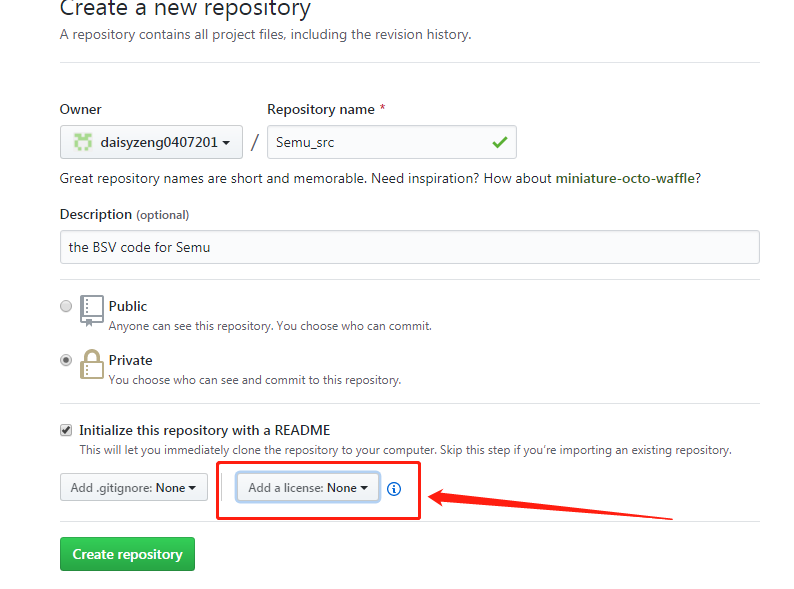 Create a new repository
A repository contains all project files, including the revision history.
Owner
Repository name *
daisyzeng0407201
/
Semu_src
Great repository names are short and memorable. Need inspiration? How about miniature-octo-waffle?
Description (optional)
the BSV code for Semu
Public
Anyone can see this repository. You choose who can commit.
Private
You choose who can see and commit to this repository.
Initialize this repository with a README
This will let you immediately clone the repository to your computer. Skip this step if you're importing an existing repository.
Add .gitignore: None
Add a license: None
Create repository